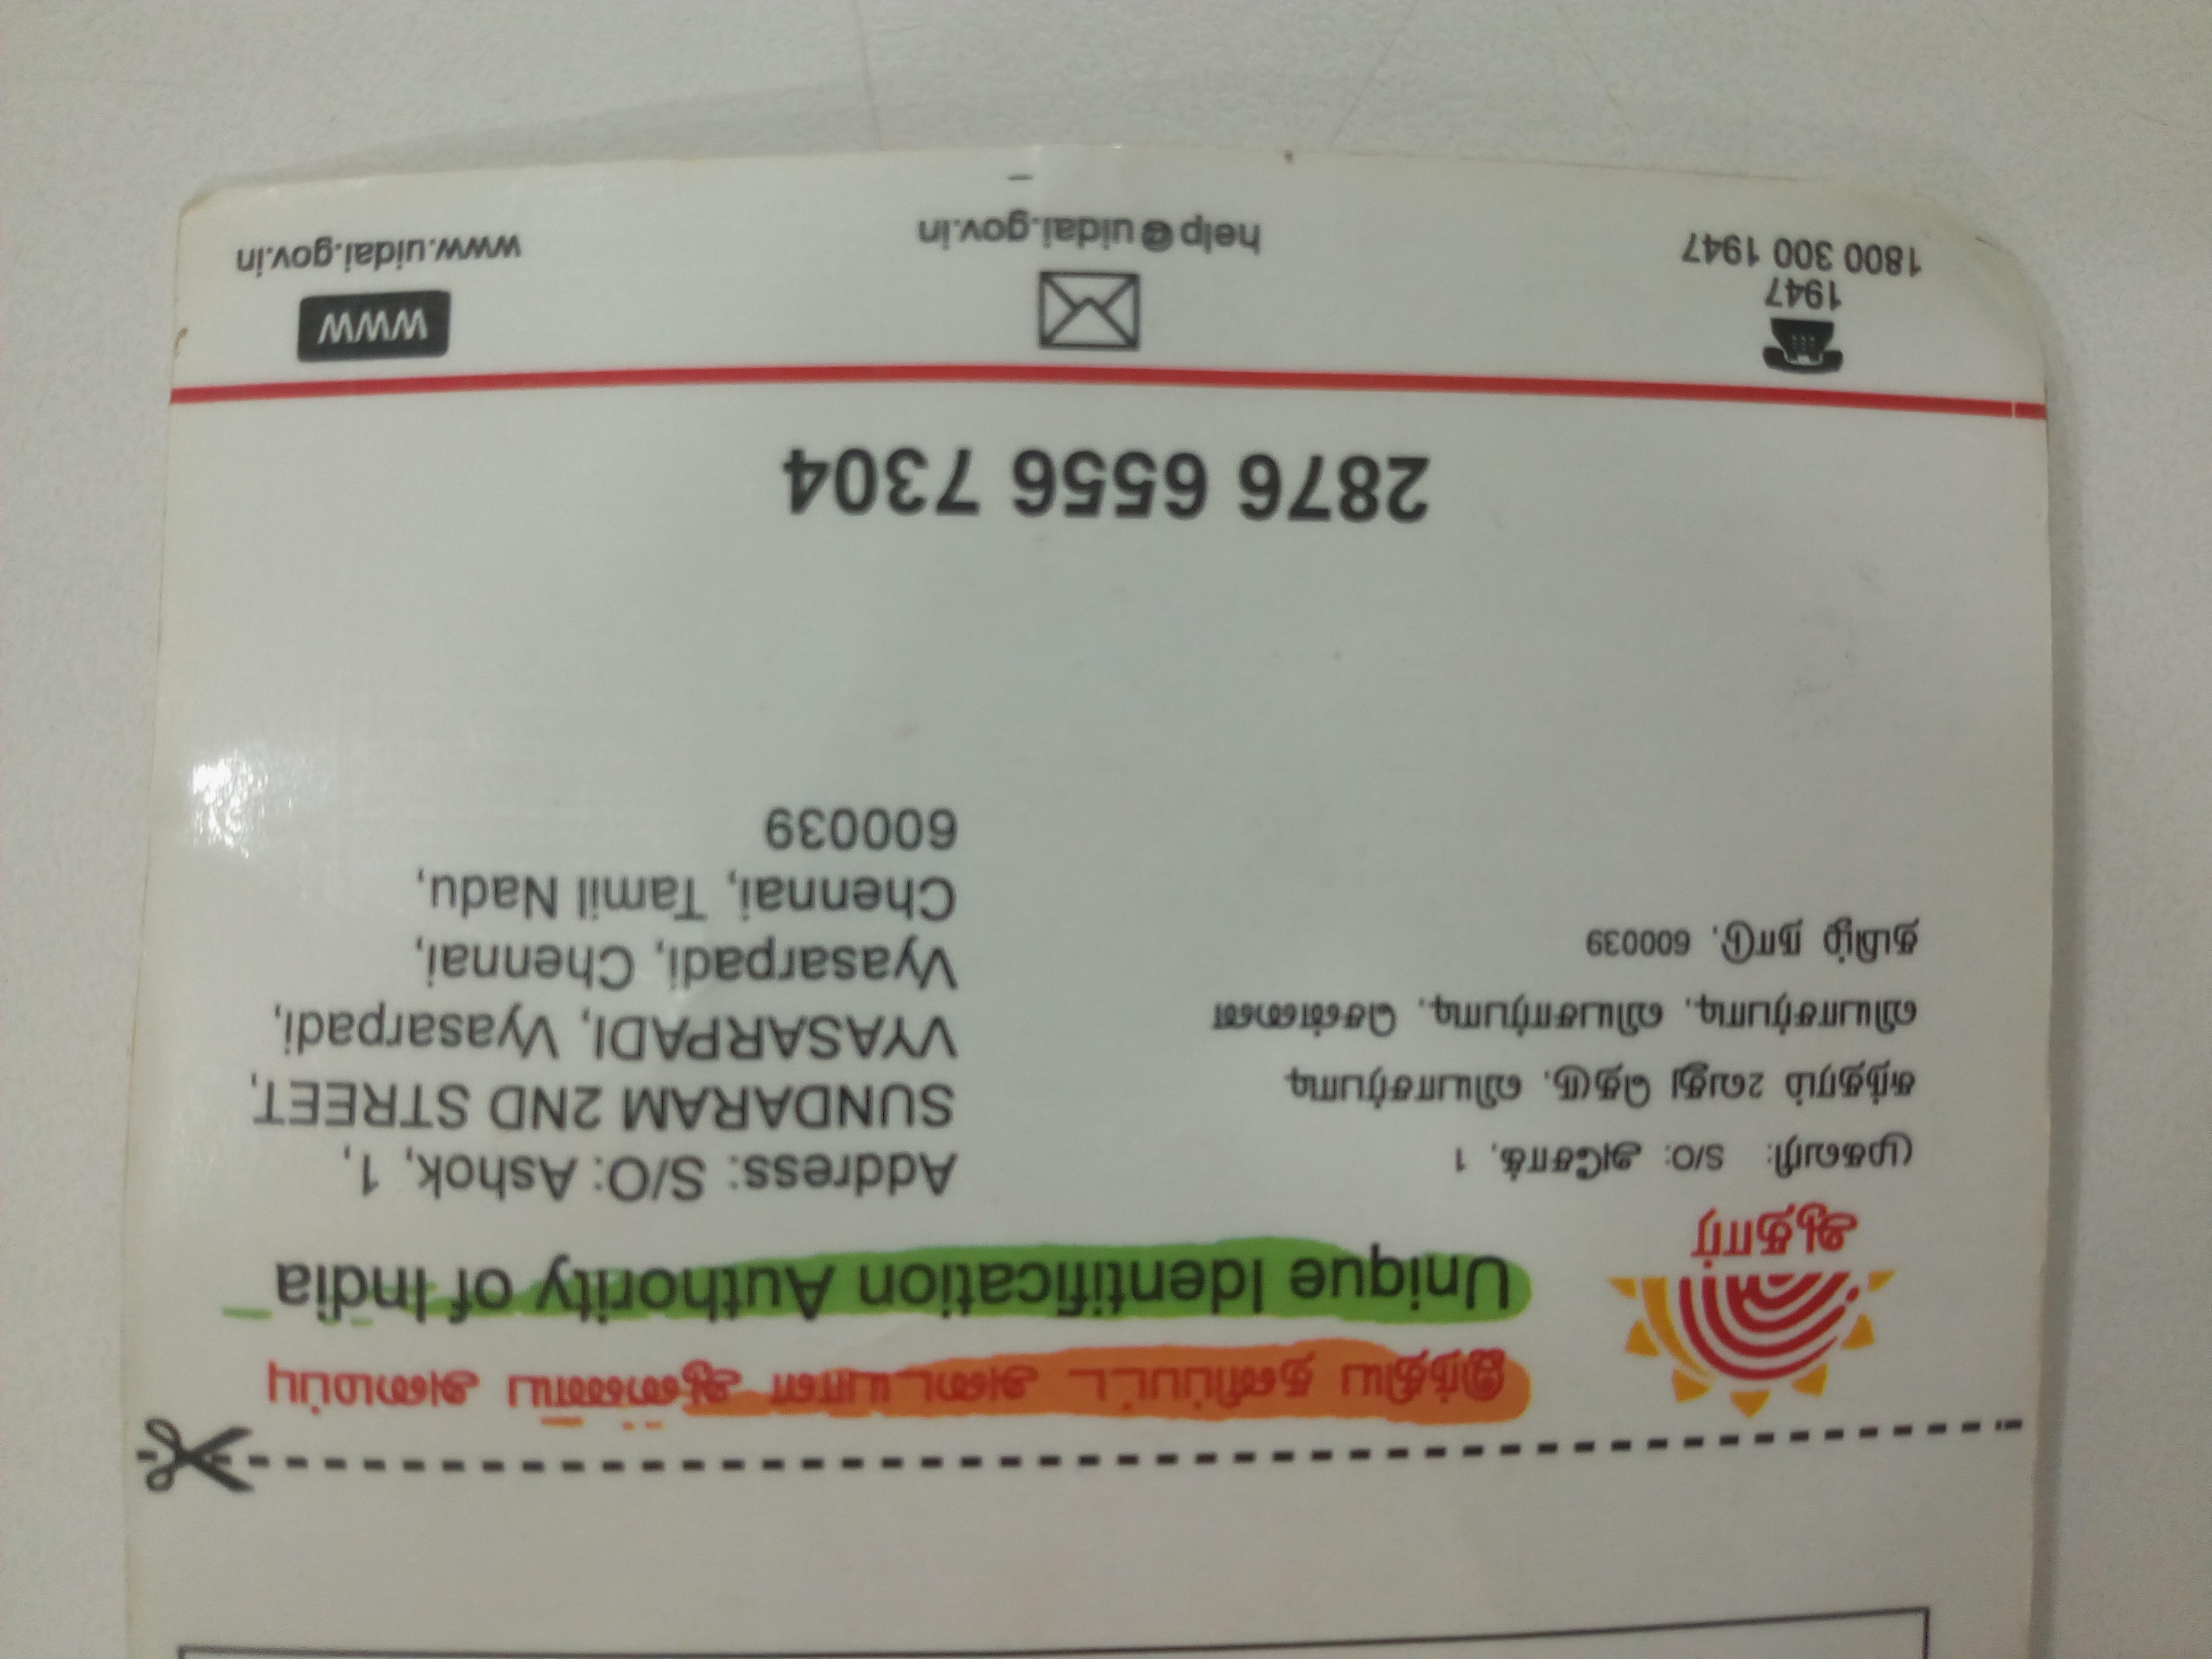 இந்திய தனிப்பட்ட அடையாள ஆணைய அமைப்பு
Unique Identification Authority of India
ஆதார்
முகவரி: S/O: அசோக், 1
சுந்தரம் 2வது தெரு, வியாசர்பாடி
வியாசர்பாடி, வியசார்பாடி, சென்னை
தமிழ் நாடு, 600039
Address: S/O: Ashok, 1,
SUNDARAM 2ND STREET,
VYASARPADI, Vyasarpadi,
Vyasarpadi, Chennai,
Chennai, Tamil Nadu,
600039
2876 6556 7304
1947
1800 300 1947
help@uidai.gov.in
www
www.uidai.gov.in